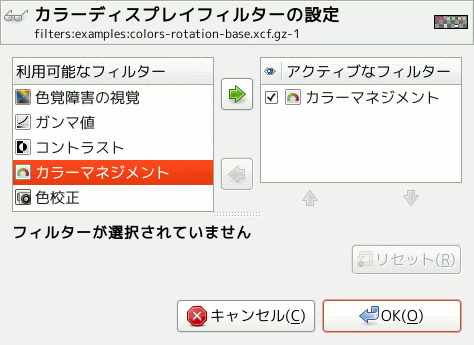 カラーディスプレイフィルターの設定
filters:examples:colors-rotation-base.xcf.gz-1
利用可能なフィルター
色覚障害の視覚
ガンマ値
コントラスト
カラーマネジメント
色校正
アクティブなフィルター
カラーマネジメント
フィルターが選択されていません
リセット(R)
キャンセル(C)
OK(O)